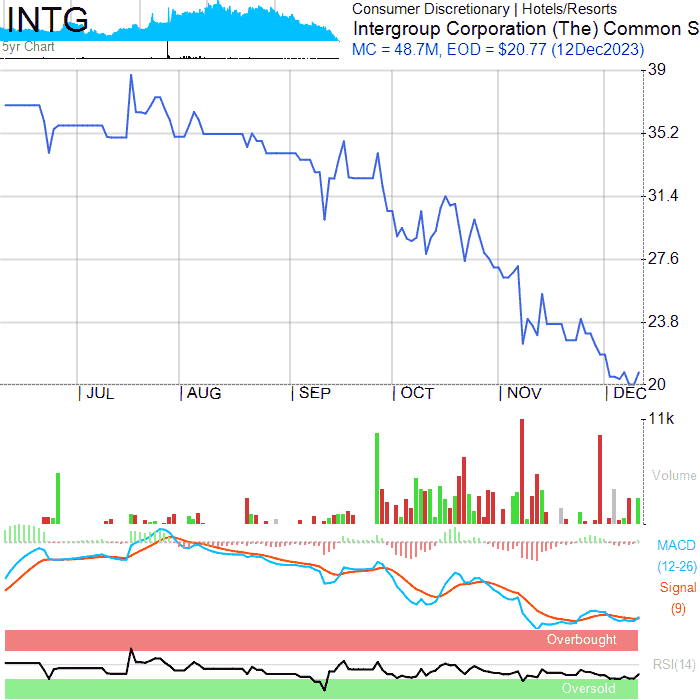 INTG
5yr Chart
Consumer Discretionary | Hotels/Resorts
Intergroup Corporation (The) Common S
MC = 48.7M, EOD = $20.77 (12Dec2023)
39
35.2
31.4
27.6
23.8
20
| JUL | AUG | SEP | OCT | NOV | DEC
11k
Volume
MACD
(12-26)
Signal
(9)
Overbought
RSI(14)
Oversold